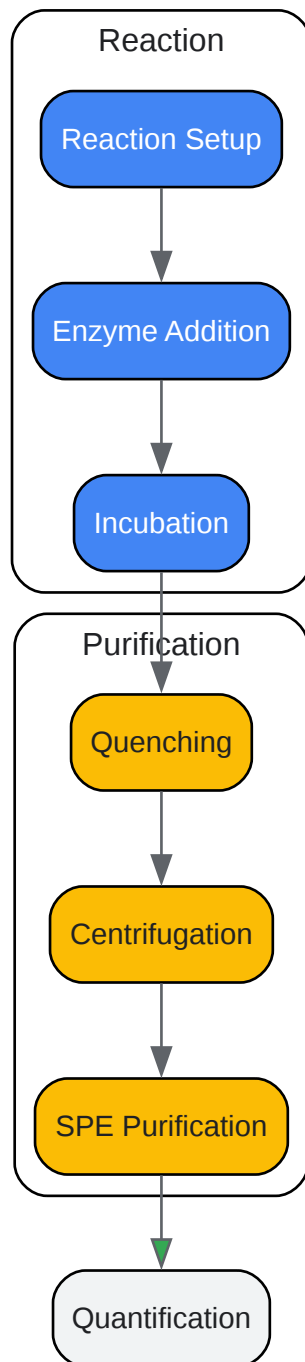 Reaction
Reaction Setup
Enzyme Addition
Incubation
Purification
Quenching
Centrifugation
SPE Purification
Quantification